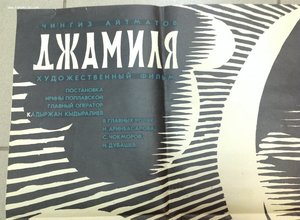 ЧИНГИЗ АЙТМАТОВ
ДЖАМИЛЯ
ХУДОЖЕСТВЕННЫЙ ФИЛЬМ
ПОСТАНОВКА
ИРИНЫ ПОПЛАВСКОЙ
ГЛАВНЫЙ ОПЕРАТОР
КАДЫРЖАН КЫДЫРАЛИЕВ
В ГЛАВНЫХ РОЛЯХ:
Н. АРИНБАСАРОВА,
С. ЧОКМОРОВ,
Н. ДУБАШЕВ